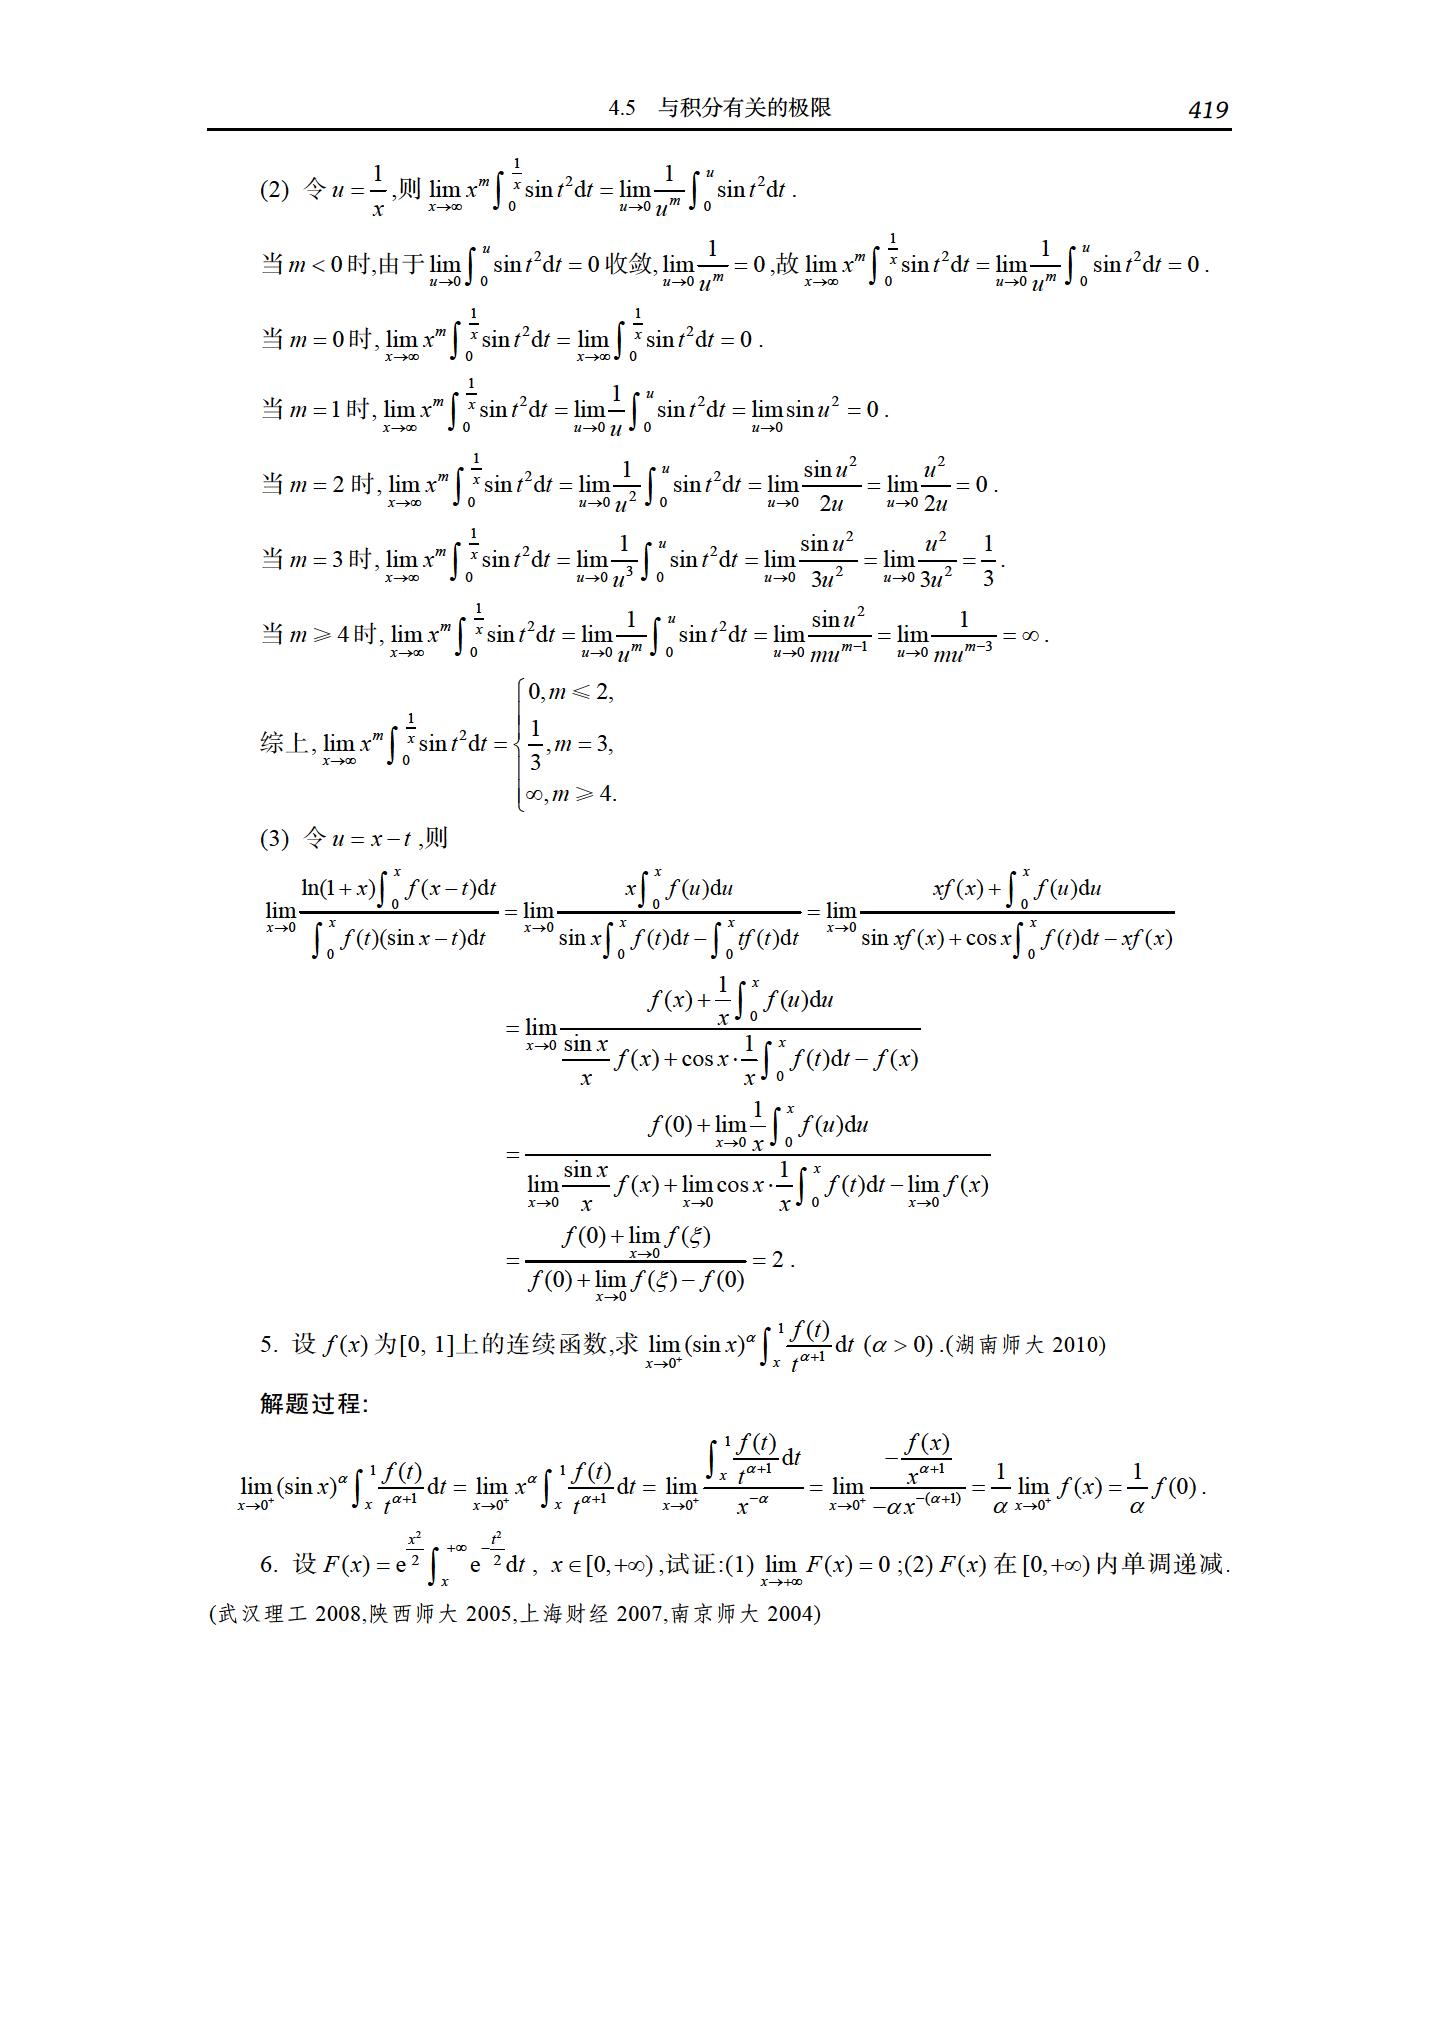 4.5 与积分有关的极限 419
(2) 令 $u=\frac{1}{x}$,则 $\lim_{x\to\infty}x^m\int_0^{\frac{1}{x}}\sin t^2\mathrm{d}t=\lim_{u\to0}\frac{1}{u^m}\int_0^u\sin t^2\mathrm{d}t$ .
当 $m<0$ 时,由于 $\lim_{u\to0}\int_0^u\sin t^2\mathrm{d}t=0$ 收敛, $\lim_{u\to0}\frac{1}{u^m}=0$ ,故 $\lim_{x\to\infty}x^m\int_0^{\frac{1}{x}}\sin t^2\mathrm{d}t=\lim_{u\to0}\frac{1}{u^m}\int_0^u\sin t^2\mathrm{d}t=0$ .
当 $m=0$ 时, $\lim_{x\to\infty}x^m\int_0^{\frac{1}{x}}\sin t^2\mathrm{d}t=\lim_{x\to\infty}\int_0^{\frac{1}{x}}\sin t^2\mathrm{d}t=0$ .
当 $m=1$ 时, $\lim_{x\to\infty}x^m\int_0^{\frac{1}{x}}\sin t^2\mathrm{d}t=\lim_{u\to0}\frac{1}{u}\int_0^u\sin t^2\mathrm{d}t=\lim_{u\to0}\sin u^2=0$ .
当 $m=2$ 时, $\lim_{x\to\infty}x^m\int_0^{\frac{1}{x}}\sin t^2\mathrm{d}t=\lim_{u\to0}\frac{1}{u^2}\int_0^u\sin t^2\mathrm{d}t=\lim_{u\to0}\frac{\sin u^2}{2u}=\lim_{u\to0}\frac{u^2}{2u}=0$ .
当 $m=3$ 时, $\lim_{x\to\infty}x^m\int_0^{\frac{1}{x}}\sin t^2\mathrm{d}t=\lim_{u\to0}\frac{1}{u^3}\int_0^u\sin t^2\mathrm{d}t=\lim_{u\to0}\frac{\sin u^2}{3u^2}=\lim_{u\to0}\frac{u^2}{3u^2}=\frac{1}{3}$ .
当 $m\geqslant4$ 时, $\lim_{x\to\infty}x^m\int_0^{\frac{1}{x}}\sin t^2\mathrm{d}t=\lim_{u\to0}\frac{1}{u^m}\int_0^u\sin t^2\mathrm{d}t=\lim_{u\to0}\frac{\sin u^2}{mu^{m-1}}=\lim_{u\to0}\frac{1}{mu^{m-3}}=\infty$ .
综上, $\lim_{x\to\infty}x^m\int_0^{\frac{1}{x}}\sin t^2\mathrm{d}t=\begin{cases}0,m\leqslant2,\\\frac{1}{3},m=3,\\\infty,m\geqslant4.\end{cases}$
(3) 令 $u=x-t$ ,则
$\lim_{x\to0}\frac{\ln(1+x)\int_0^xf(x-t)\mathrm{d}t}{\int_0^xf(t)(\sin x-t)\mathrm{d}t}=\lim_{x\to0}\frac{x\int_0^xf(u)\mathrm{d}u}{\sin x\int_0^xf(t)\mathrm{d}t-\int_0^xtf(t)\mathrm{d}t}=\lim_{x\to0}\frac{xf(x)+\int_0^xf(u)\mathrm{d}u}{\sin xf(x)+\cos x\int_0^xf(t)\mathrm{d}t-xf(x)}$
$=\lim_{x\to0}\frac{f(x)+\frac{1}{x}\int_0^xf(u)\mathrm{d}u}{\frac{\sin x}{x}f(x)+\cos x\cdot\frac{1}{x}\int_0^xf(t)\mathrm{d}t-f(x)}$
$=\frac{f(0)+\lim_{x\to0}\frac{1}{x}\int_0^xf(u)\mathrm{d}u}{\lim_{x\to0}\frac{\sin x}{x}f(x)+\lim_{x\to0}\cos x\cdot\frac{1}{x}\int_0^xf(t)\mathrm{d}t-\lim_{x\to0}f(x)}$
$=\frac{f(0)+\lim_{x\to0}f(\xi)}{f(0)+\lim_{x\to0}f(\xi)-f(0)}=2$ .
5. 设 $f(x)$ 为[0, 1]上的连续函数,求 $\lim_{x\to0^+}(\sin x)^\alpha\int_x^1\frac{f(t)}{t^{\alpha+1}}\mathrm{d}t$ $(\alpha>0)$ .(湖南师大 2010)
解题过程:
$\lim_{x\to0^+}(\sin x)^\alpha\int_x^1\frac{f(t)}{t^{\alpha+1}}\mathrm{d}t=\lim_{x\to0^+}x^\alpha\int_x^1\frac{f(t)}{t^{\alpha+1}}\mathrm{d}t=\lim_{x\to0^+}\frac{\int_x^1\frac{f(t)}{t^{\alpha+1}}\mathrm{d}t}{x^{-\alpha}}=\lim_{x\to0^+}\frac{-\frac{f(x)}{x^{\alpha+1}}}{-\alpha x^{-(\alpha+1)}}=\frac{1}{\alpha}\lim_{x\to0^+}f(x)=\frac{1}{\alpha}f(0)$ .
6. 设 $F(x)=\mathrm{e}^{\frac{x^2}{2}}\int_x^{+\infty}\mathrm{e}^{-\frac{t^2}{2}}\mathrm{d}t$ , $x\in[0,+\infty)$ ,试证:(1) $\lim_{x\to+\infty}F(x)=0$ ;(2) $F(x)$ 在 $[0,+\infty)$ 内单调递减.
(武汉理工 2008,陕西师大 2005,上海财经 2007,南京师大 2004)